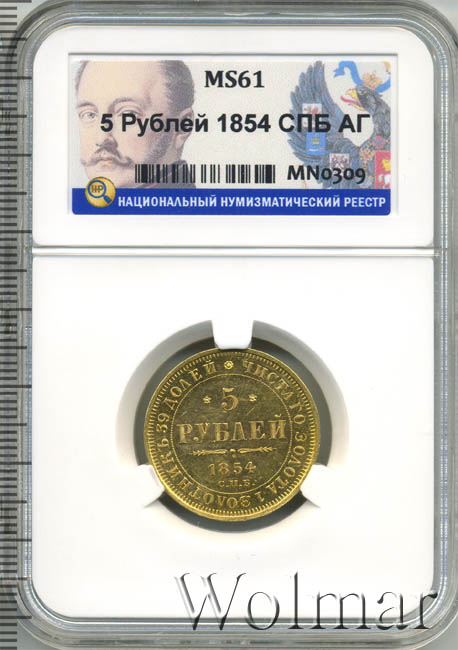 MS61
5 Рублей 1854 СПБ АГ
MN0309
ННР НАЦИОНАЛЬНЫЙ НУМИЗМАТИЧЕСКИЙ РЕЕСТР
ЧИСТАГО ЗОЛОТА 1 ЗОЛОТНИКЪ 39 ДОЛЕЙ
5
РУБЛЕЙ
1854
С.П.Б.
Wolmar